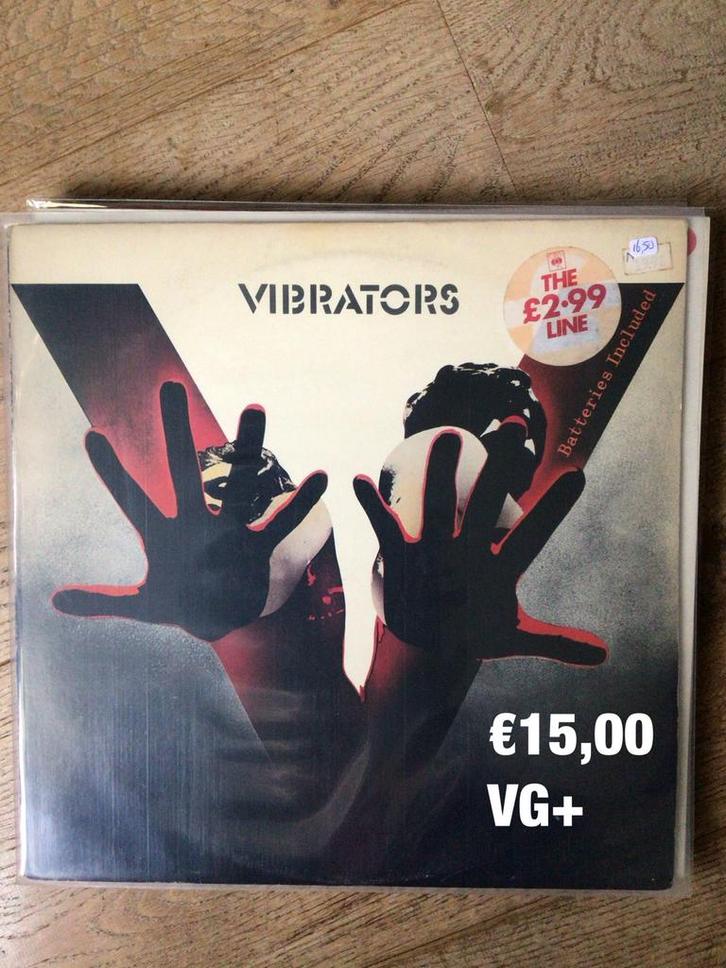 VIBRATORS
THE
£2.99
LINE
16,50
Batteries Included
€15,00
VG+